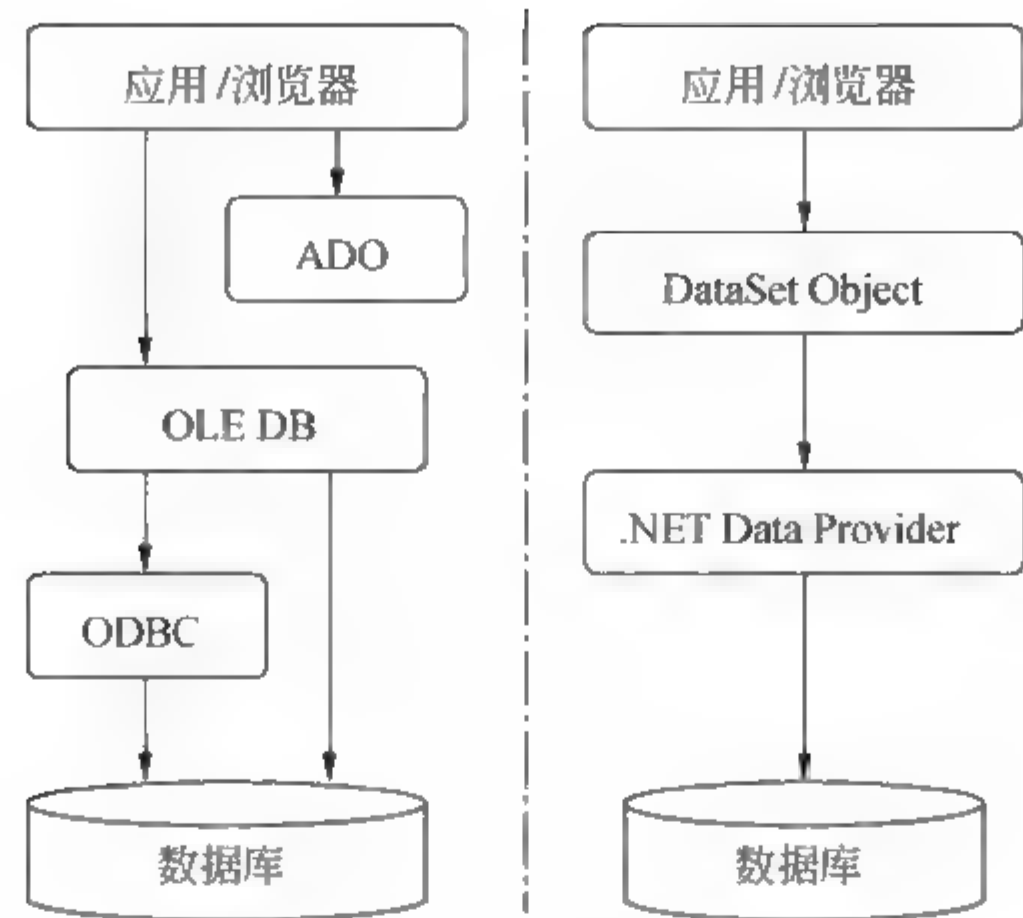 应用/浏览器
ADO
OLE DB
ODBC
数据库
应用/浏览器
DataSet Object
.NET Data Provider
数据库